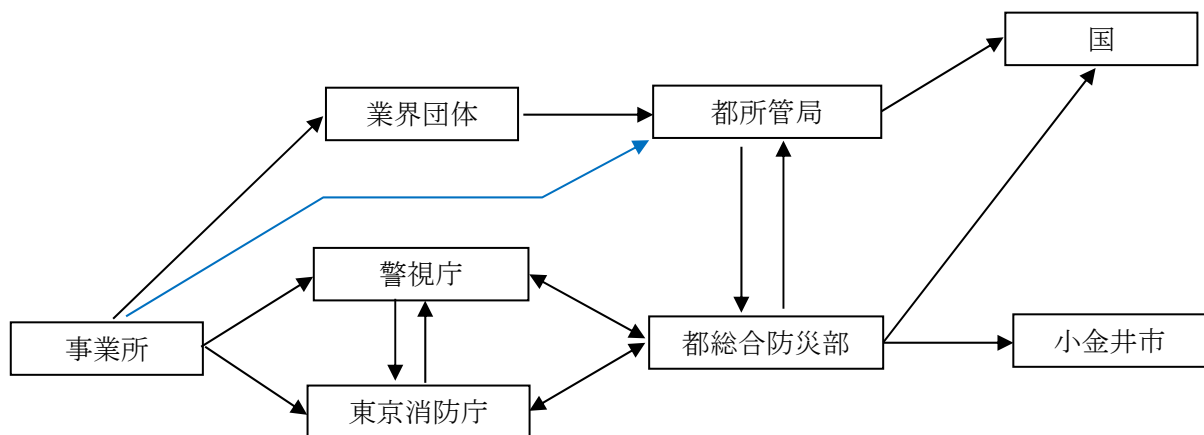 国
業界団体
都所管局
警視庁
事業所
都総合防災部
小金井市
東京消防庁